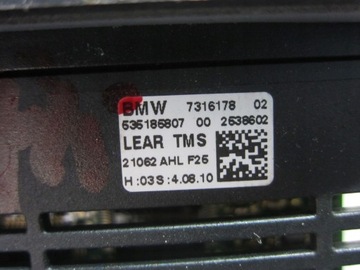 BMW 7316178 02
535185807 00 2538602
LEAR TMS
21062 AHL F25
H:03S:4.08.10